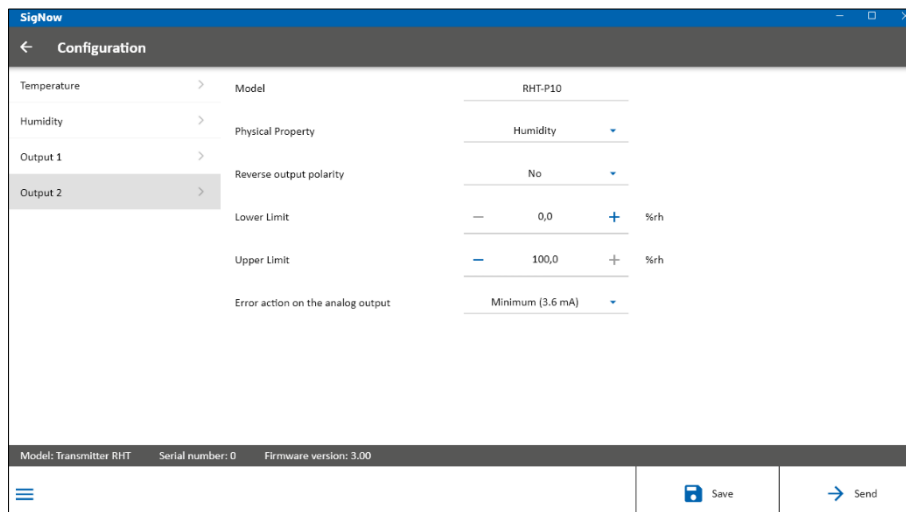 SigNow
Configuration
Temperature
Humidity
Output 1
Output 2
Model RHT-P10
Physical Property Humidity
Reverse output polarity No
Lower Limit 0,0 %rh
Upper Limit 100,0 %rh
Error action on the analog output Minimum (3.6 mA)
Model: Transmitter RHT Serial number: 0 Firmware version: 3.00
Save Send